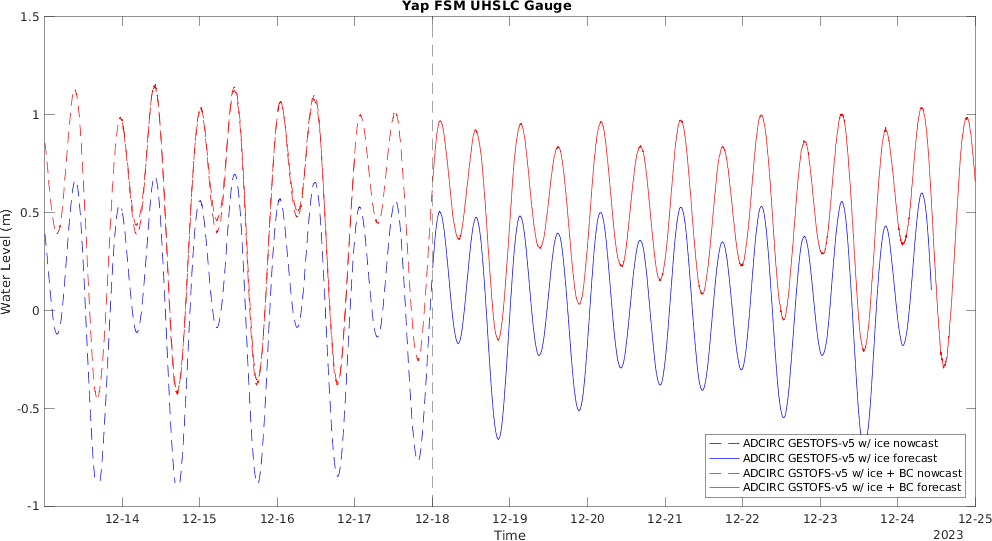 Yap FSM UHSLC Gauge
1.5
1
0.5
0
-0.5
-1
Water Level (m)
ADCIRC GESTOFS-v5 w/ ice nowcast
ADCIRC GESTOFS-v5 w/ ice forecast
ADCIRC GSTOFS-v5 w/ ice + BC nowcast
ADCIRC GSTOFS-v5 w/ ice + BC forecast
12-14 12-15 12-16 12-17 12-18 12-19 12-20 12-21 12-22 12-23 12-24 12-25
Time
2023